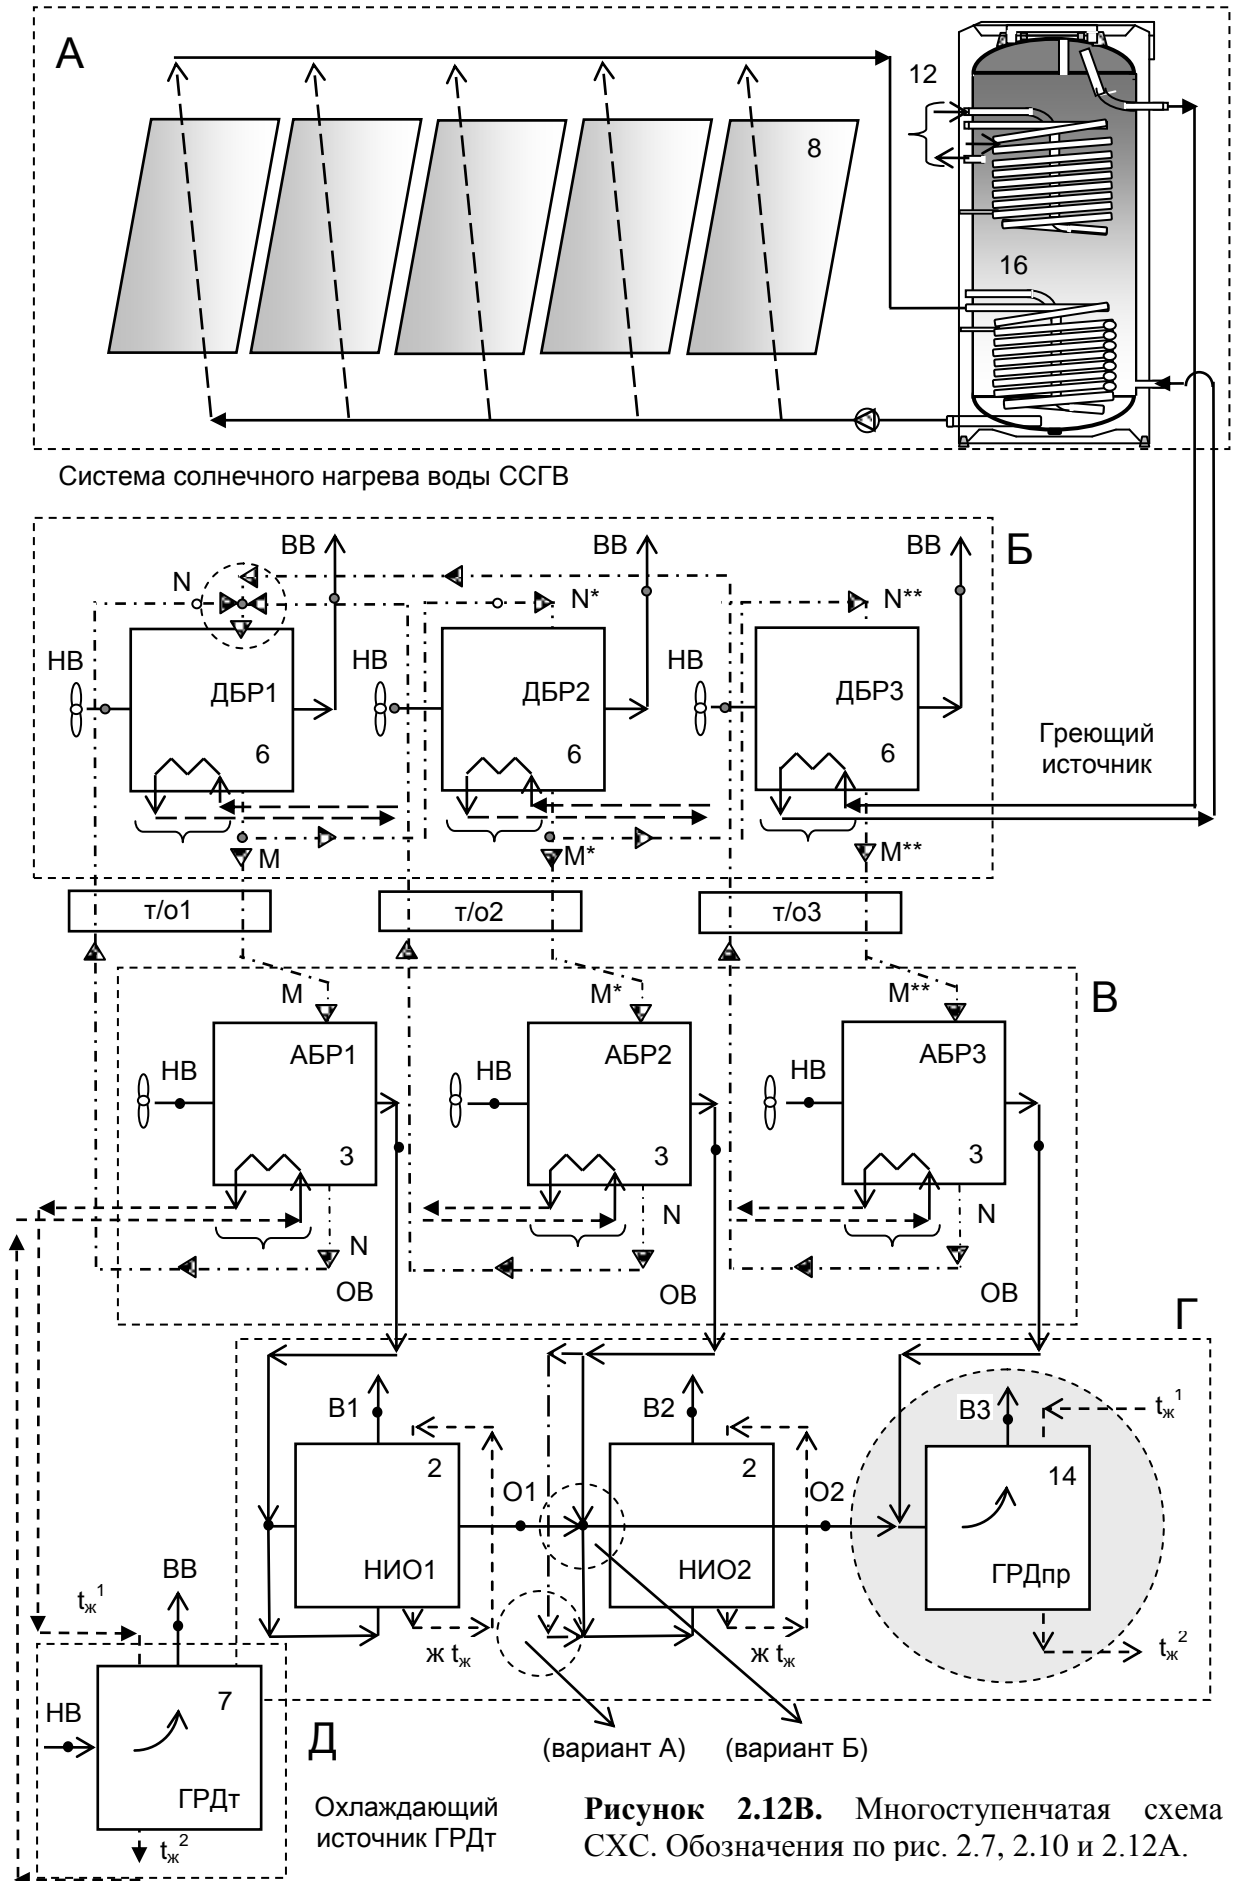 А
12
8
16
Система солнечного нагрева воды ССГВ
Б
ВВ
ВВ
ВВ
N
N*
N**
НВ
НВ
НВ
ДБР1
ДБР2
ДБР3
6
6
6
Греющий
источник
M
M*
M**
т/о1
т/о2
т/о3
В
M
M*
M**
АБР1
АБР2
АБР3
НВ
НВ
НВ
3
3
3
N
N
N
ОВ
ОВ
ОВ
Г
В1
В2
В3
tж1
2
2
14
О1
О2
НИО1
НИО2
ГРДпр
ж tж
ж tж
tж2
ВВ
tж1
7
НВ
ГРДт
tж2
Д
(вариант А)
(вариант Б)
Охлаждающий
источник ГРДт
Рисунок 2.12В. Многоступенчатая схема
СХС. Обозначения по рис. 2.7, 2.10 и 2.12А.